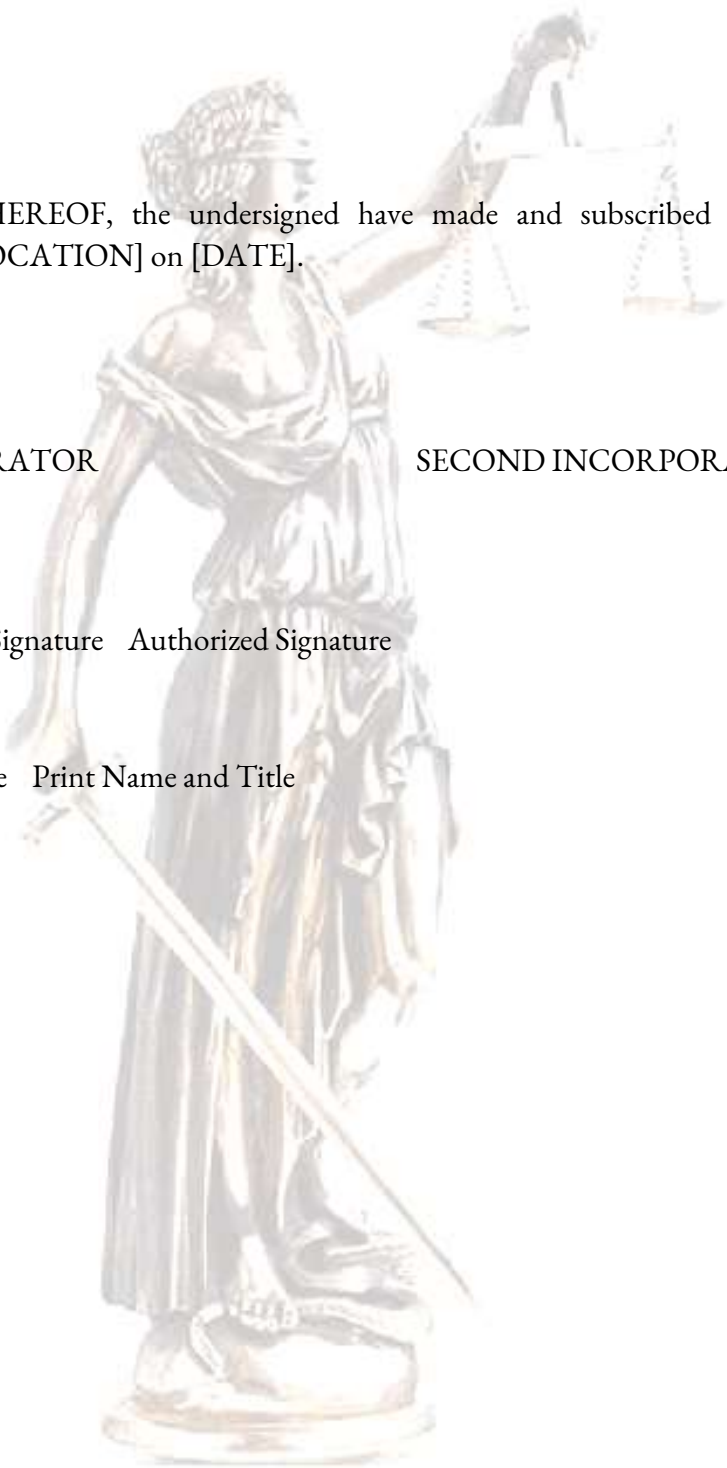 HEREOF, the undersigned have made and subscribed
OCATION] on [DATE].
RATOR SECOND INCORPORA
Signature Authorized Signature
e Print Name and Title